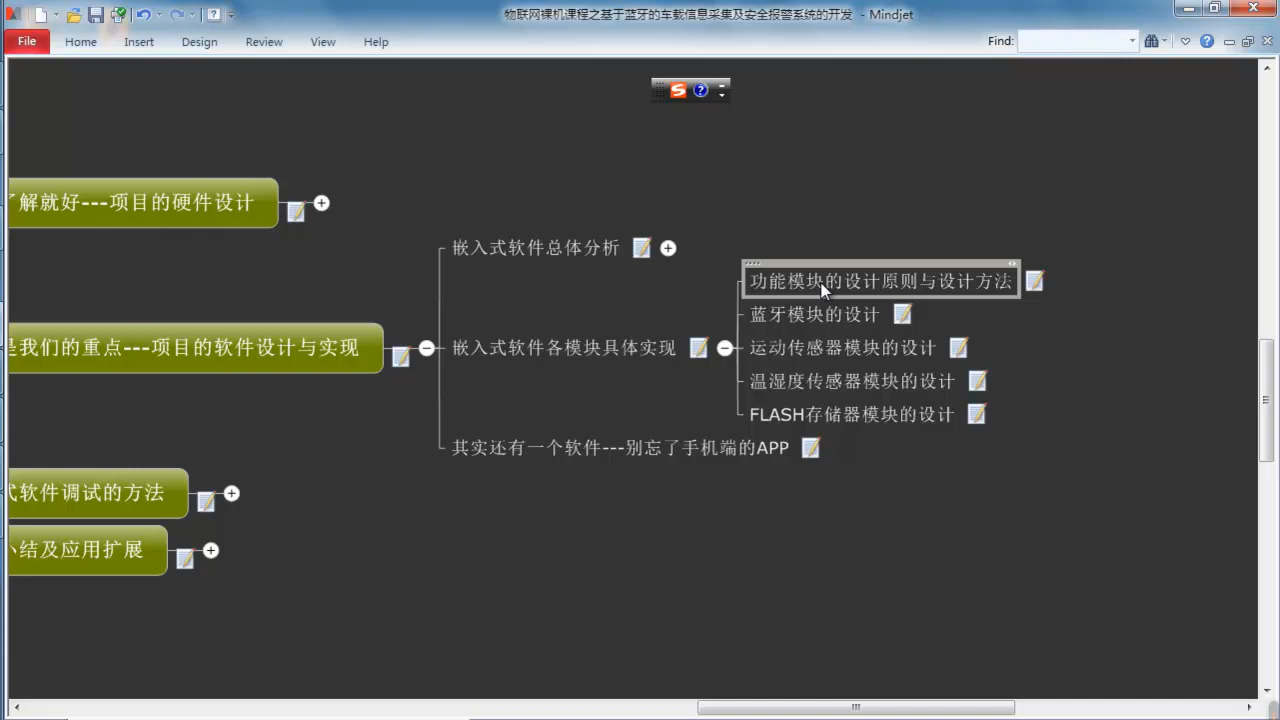 物联网裸机课程之基于蓝牙的车载信息采集及安全报警系统的开发 - Mindjet
File Home Insert Design Review View Help Find:
了解就好---项目的硬件设计
嵌入式软件总体分析
功能模块的设计原则与设计方法
蓝牙模块的设计
是我们的重点---项目的软件设计与实现
嵌入式软件各模块具体实现
运动传感器模块的设计
温湿度传感器模块的设计
FLASH存储器模块的设计
其实还有一个软件---别忘了手机端的APP
式软件调试的方法
小结及应用扩展